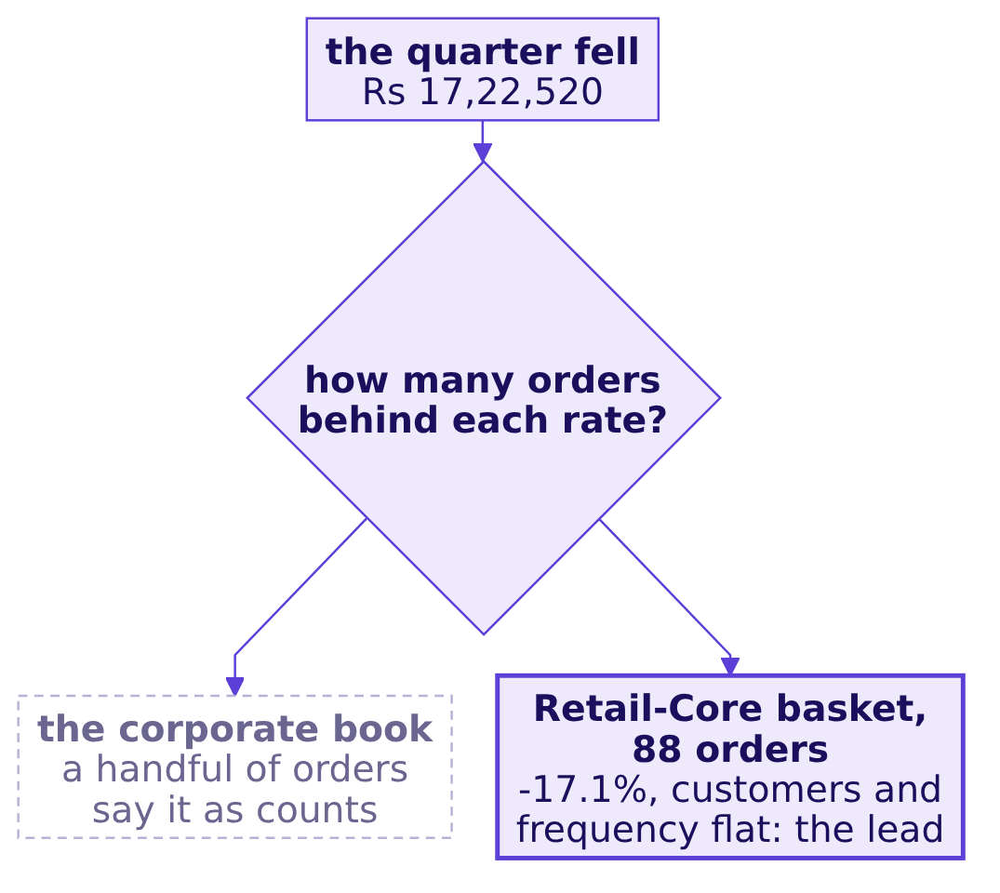 the quarter fell
Rs 17,22,520
how many orders
behind each rate?
the corporate book
a handful of orders
say it as counts
Retail-Core basket,
88 orders
-17.1%, customers and
frequency flat: the lead